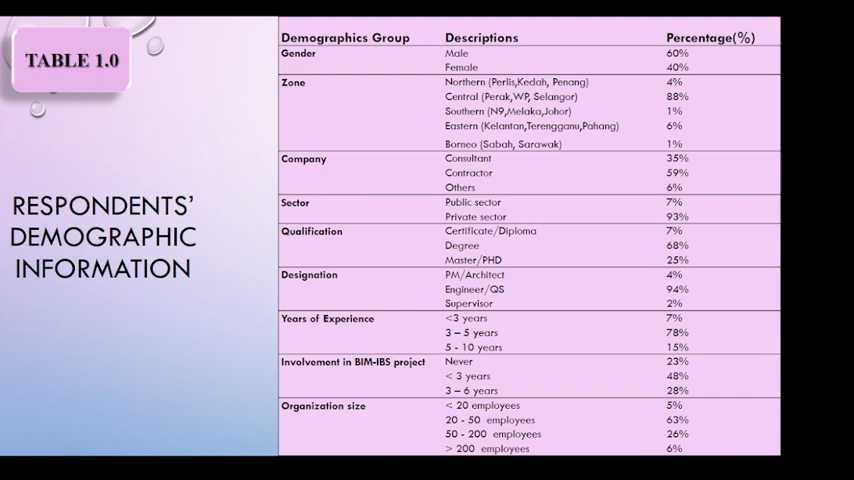 TABLE 1.0
RESPONDENTS'
DEMOGRAPHIC
INFORMATION
Demographics Group Descriptions Percentage(%)
Gender Male 60%
Female 40%
Zone Northern (Perlis,Kedah, Penang) 4%
Central (Perak,WP, Selangor) 88%
Southern (N9,Melaka,Johor) 1%
Eastern (Kelantan,Terengganu,Pahang) 6%
Borneo (Sabah, Sarawak) 1%
Company Consultant 35%
Contractor 59%
Others 6%
Sector Public sector 7%
Private sector 93%
Qualification Certificate/Diploma 7%
Degree 68%
Master/PHD 25%
Designation PM/Architect 4%
Engineer/QS 94%
Supervisor 2%
Years of Experience <3 years 7%
3 – 5 years 78%
5 - 10 years 15%
Involvement in BIM-IBS project Never 23%
< 3 years 48%
3 – 6 years 28%
Organization size < 20 employees 5%
20 - 50 employees 63%
50 - 200 employees 26%
> 200 employees 6%